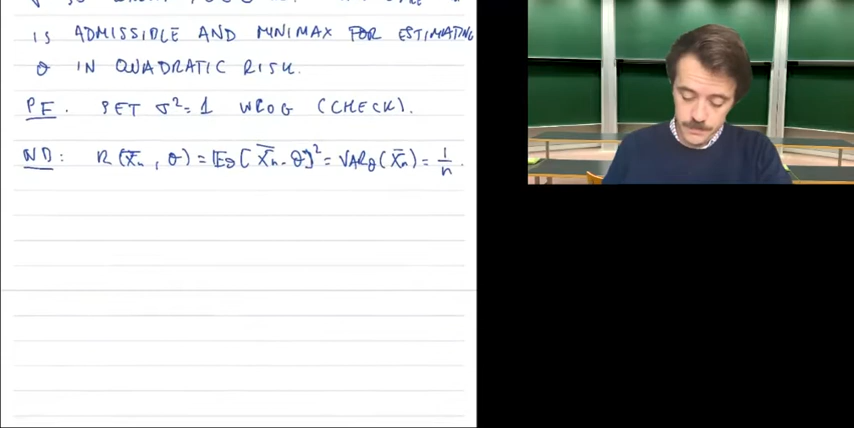 IS ADMISSIBLE AND MINIMAX FOR ESTIMATING
θ IN QUADRATIC RISK.
PF. SET σ²=1 WLOG (CHECK).
ND: R(X̄ₙ, θ) = E_θ[X̄ₙ - θ]² = VAR_θ(X̄ₙ) = 1/n.